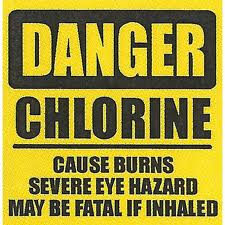 DANGER
CHLORINE
CAUSE BURNS
SEVERE EYE HAZARD
MAY BE FATAL IF INHALED